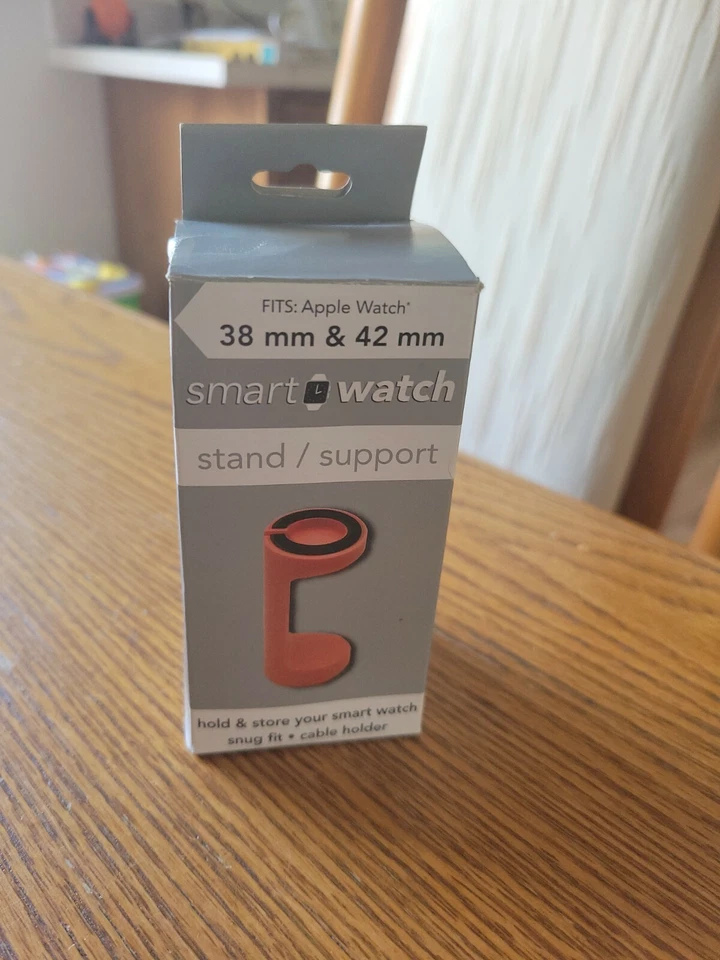 FITS: Apple Watch*
38 mm & 42 mm
smart watch
stand / support
hold & store your smart watch
snug fit • cable holder